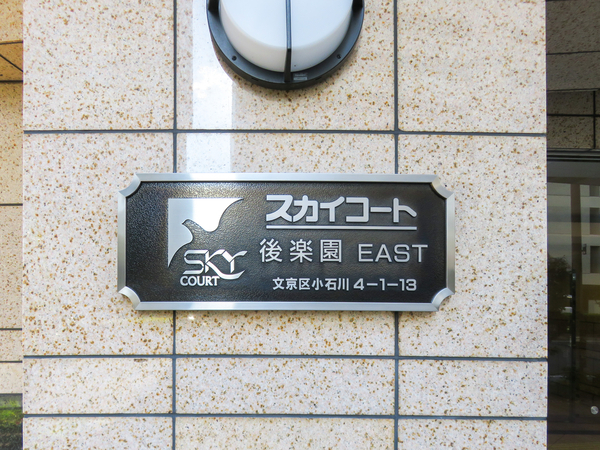 スカイコート
後楽園 EAST
文京区小石川4-1-13
SKY
COURT